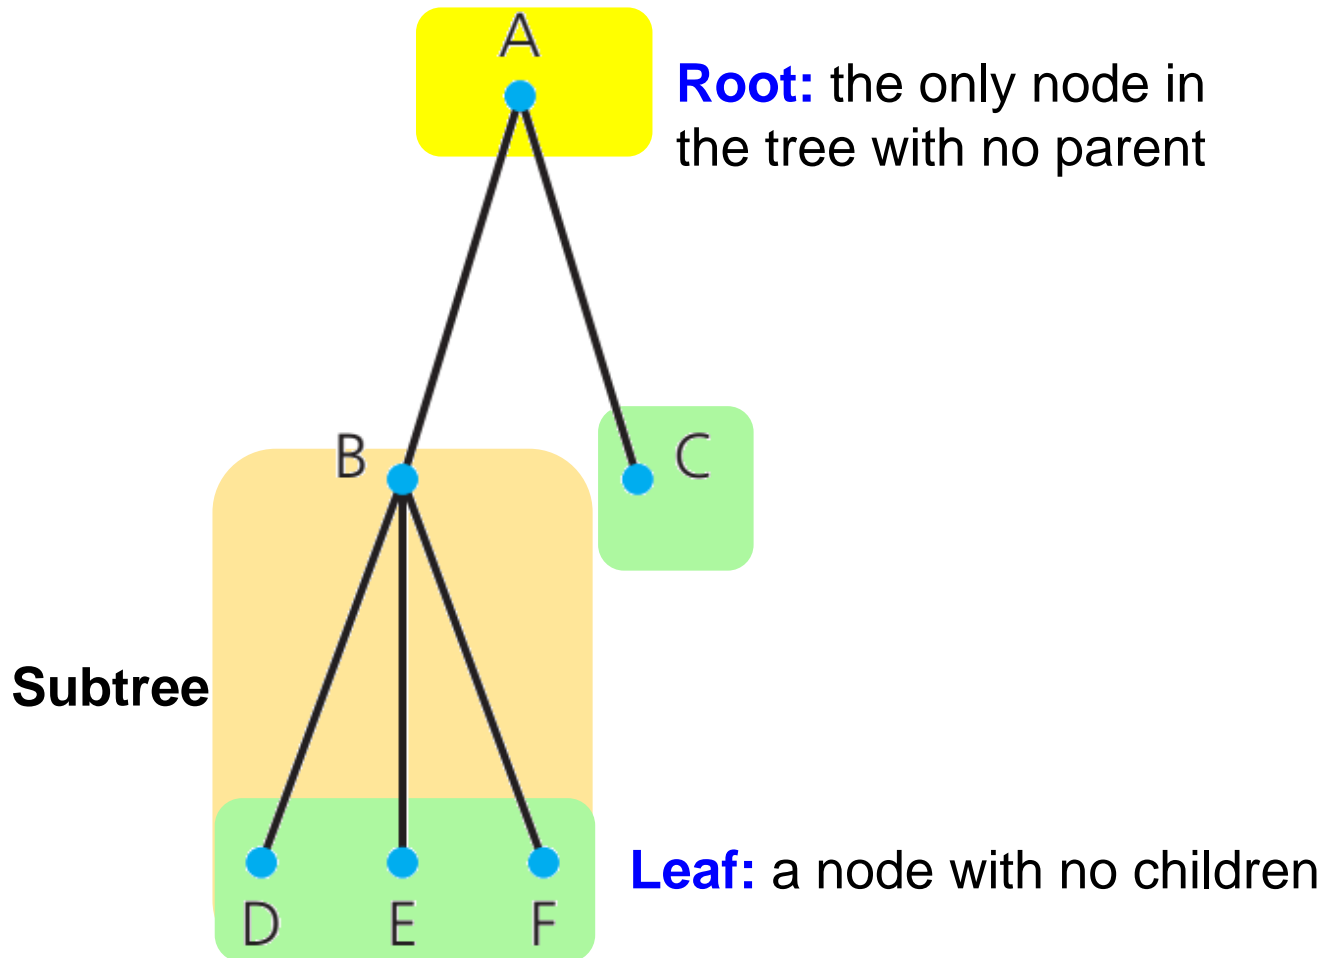 A
Root: the only node in
the tree with no parent
B
C
Subtree
Leaf: a node with no children
D E F